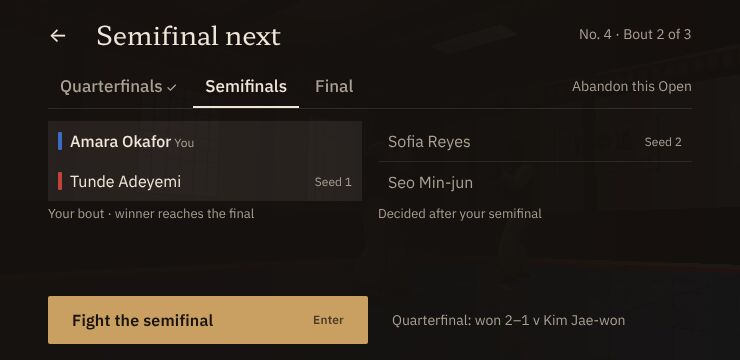 ← Semifinal next
No. 4 · Bout 2 of 3
Quarterfinals ✓ Semifinals Final
Abandon this Open
Amara Okafor You
Tunde Adeyemi Seed 1
Your bout · winner reaches the final
Sofia Reyes Seed 2
Seo Min-jun
Decided after your semifinal
Fight the semifinal Enter
Quarterfinal: won 2–1 v Kim Jae-won